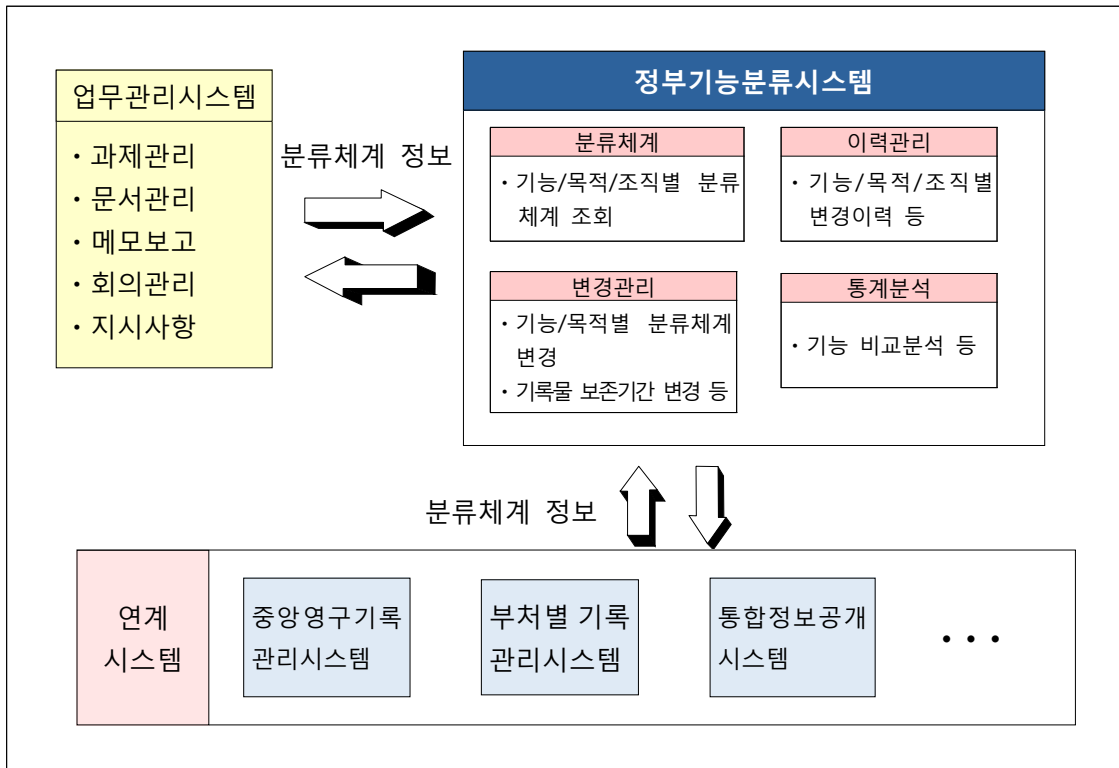 업무관리시스템
· 과제관리
· 문서관리
· 메모보고
· 회의관리
· 지시사항
분류체계 정보
정부기능분류시스템
분류체계
· 기능/목적/조직별 분류
체계 조회
이력관리
· 기능/목적/조직별
변경이력 등
변경관리
· 기능/목적별 분류체계
변경
· 기록물 보존기간 변경 등
통계분석
· 기능 비교분석 등
분류체계 정보
연계
시스템
중앙영구기록
관리시스템
부처별 기록
관리시스템
통합정보공개
시스템
• • •